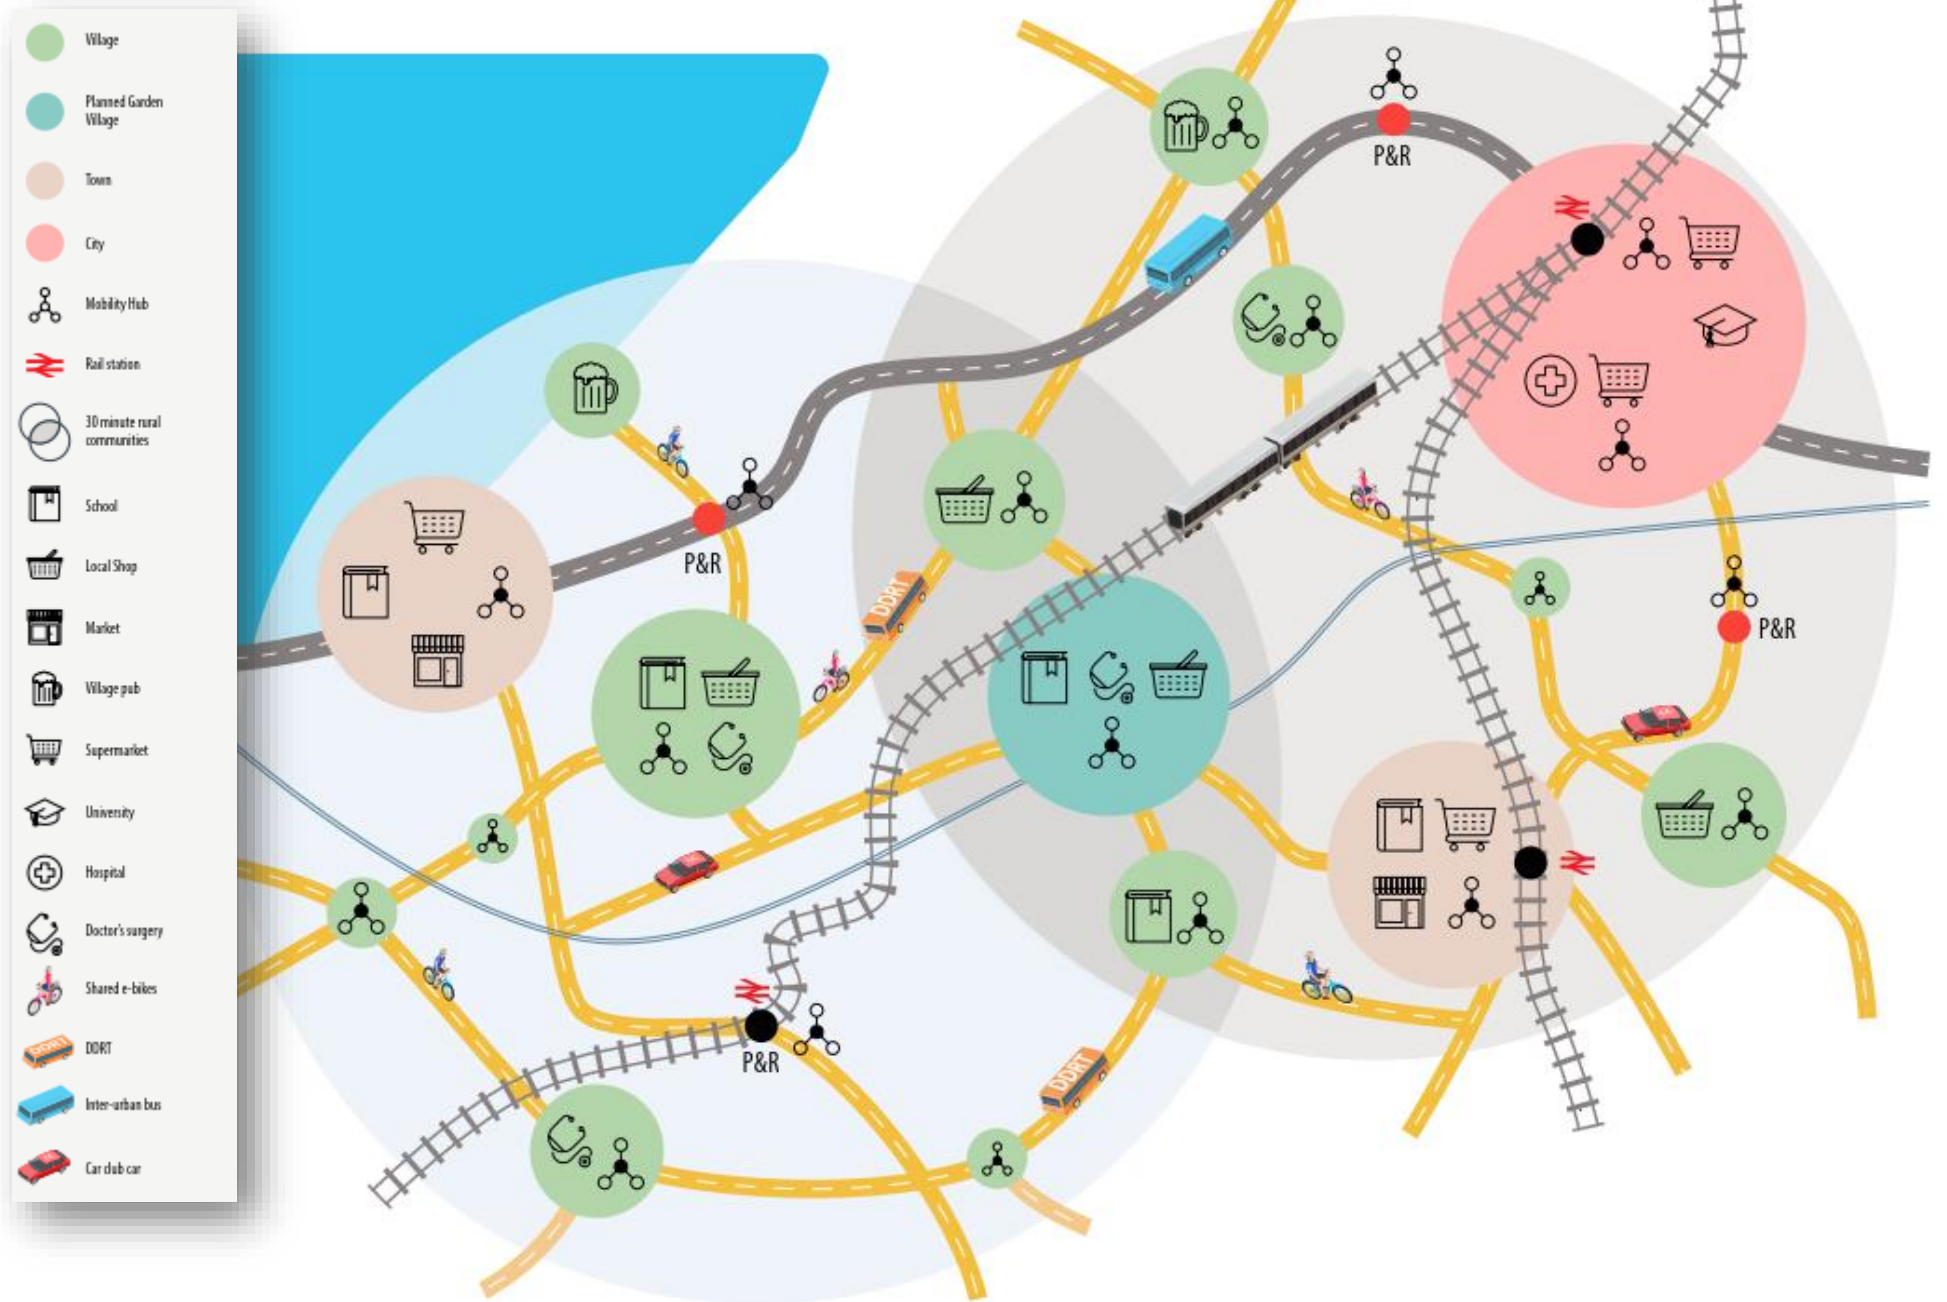 Village
Planned Garden
Village
Town
City
Mobility Hub
Rail station
30 minute rural
communities
School
Local Shop
Market
Village pub
Supermarket
University
Hospital
Doctor's surgery
Shared e-bikes
DDRT
DDRT
Inter-urban bus
Car club car
P&R
P&R
DDRT
P&R
P&R
DDRT